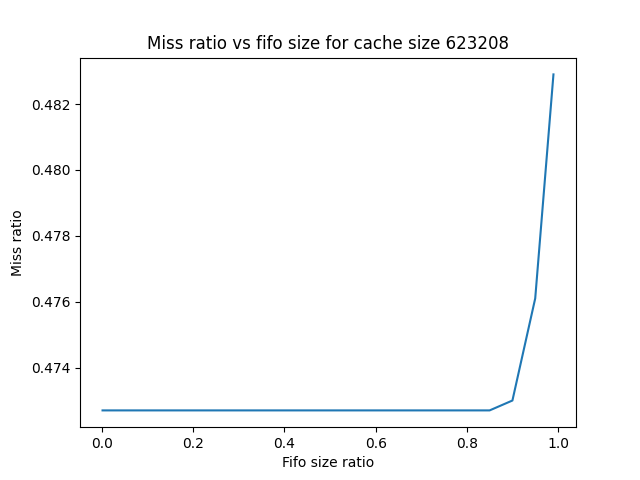 Miss ratio vs fifo size for cache size 623208
0.482
0.480
0.478
0.476
0.474
Miss ratio
0.0 0.2 0.4 0.6 0.8 1.0
Fifo size ratio